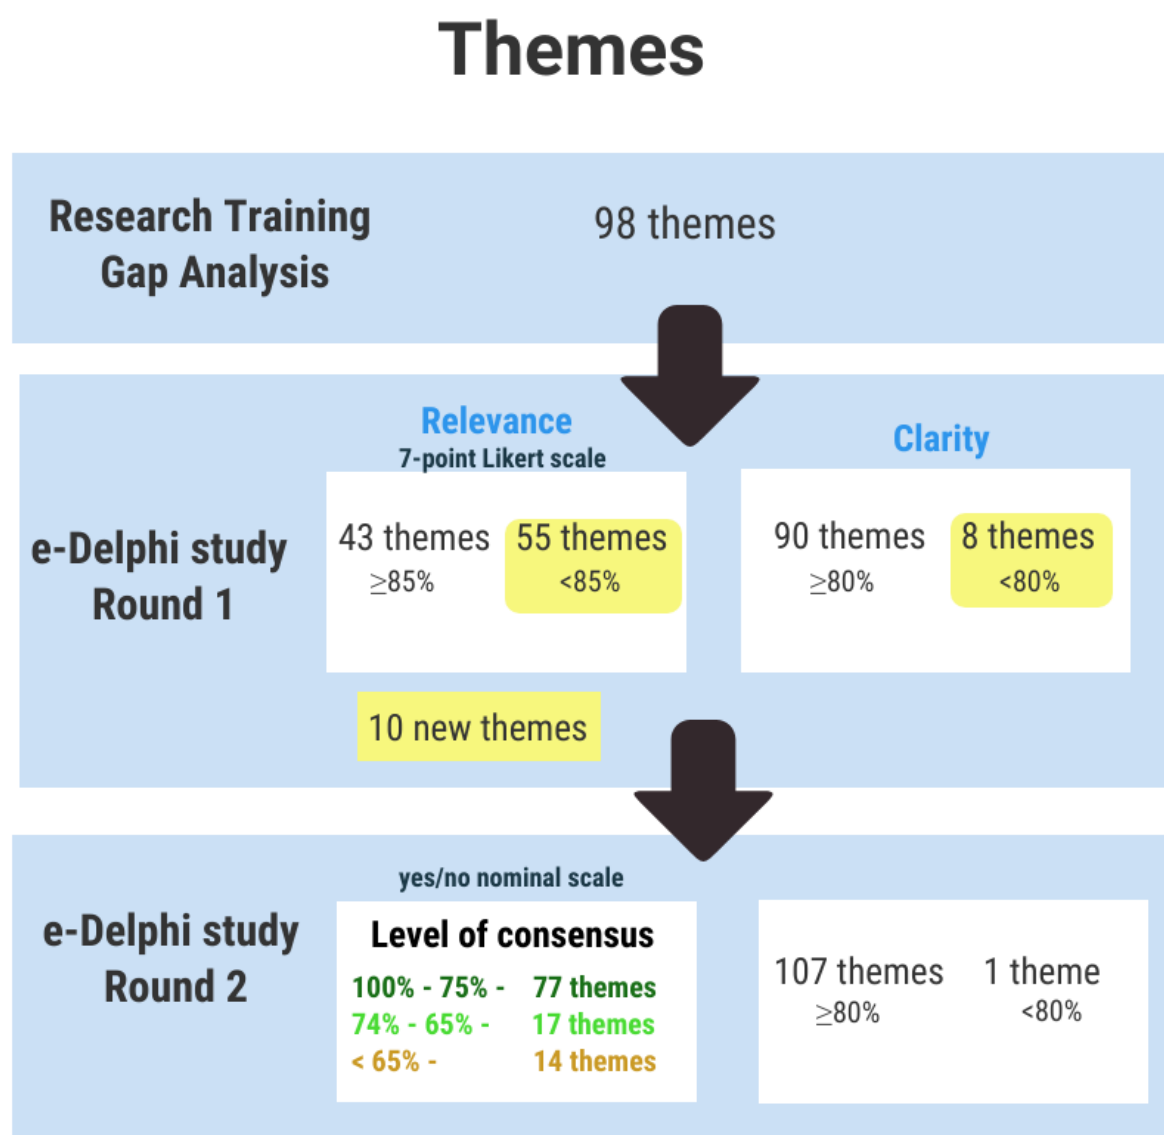 Themes
Research Training
Gap Analysis
98 themes
e-Delphi study
Round 1
Relevance
7-point Likert scale
43 themes
≥85%
55 themes
<85%
Clarity
90 themes
≥80%
8 themes
<80%
10 new themes
e-Delphi study
Round 2
yes/no nominal scale
Level of consensus
100% - 75% - 77 themes
74% - 65% - 17 themes
< 65% - 14 themes
107 themes
≥80%
1 theme
<80%